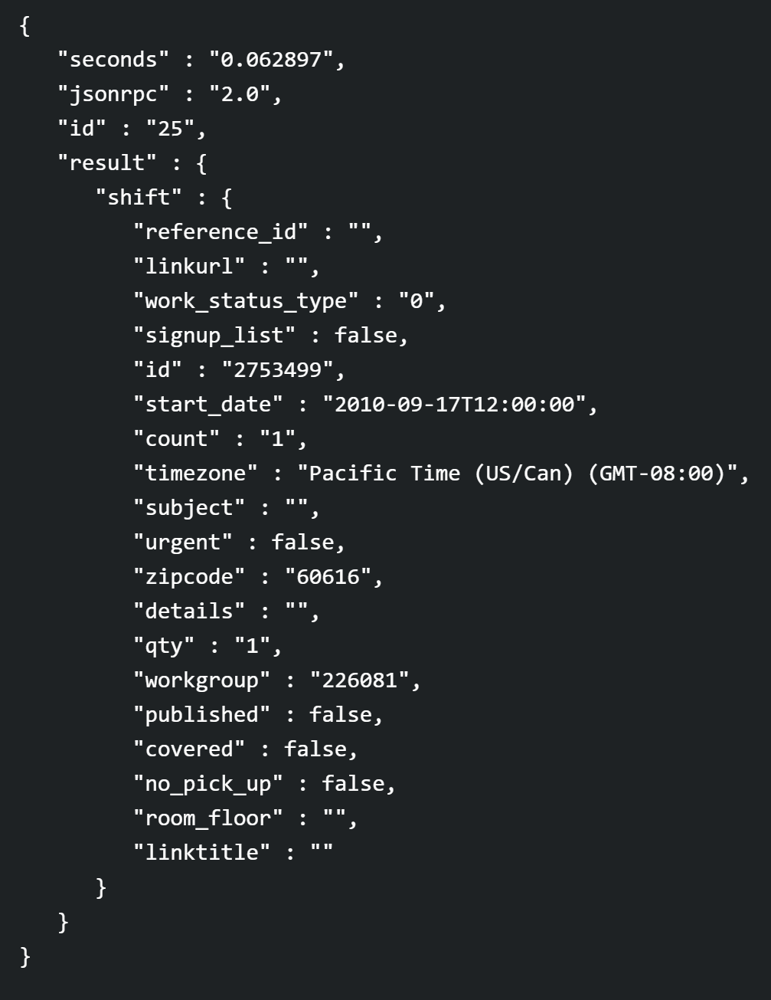 {
   "seconds" : "0.062897",
   "jsonrpc" : "2.0",
   "id" : "25",
   "result" : {
      "shift" : {
         "reference_id" : "",
         "linkurl" : "",
         "work_status_type" : "0",
         "signup_list" : false,
         "id" : "2753499",
         "start_date" : "2010-09-17T12:00:00",
         "count" : "1",
         "timezone" : "Pacific Time (US/Can) (GMT-08:00)",
         "subject" : "",
         "urgent" : false,
         "zipcode" : "60616",
         "details" : "",
         "qty" : "1",
         "workgroup" : "226081",
         "published" : false,
         "covered" : false,
         "no_pick_up" : false,
         "room_floor" : "",
         "linktitle" : ""
      }
   }
}